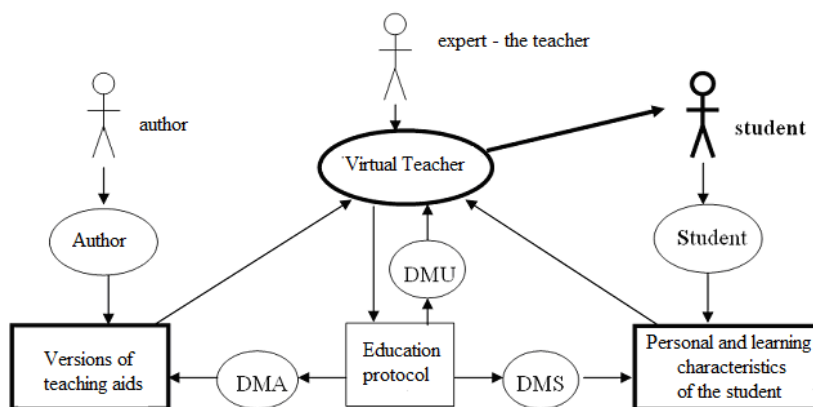 expert - the teacher
author
student
Virtual Teacher
Author
Student
DMU
Versions of
teaching aids
DMA
Education
protocol
DMS
Personal and learning
characteristics
of the student